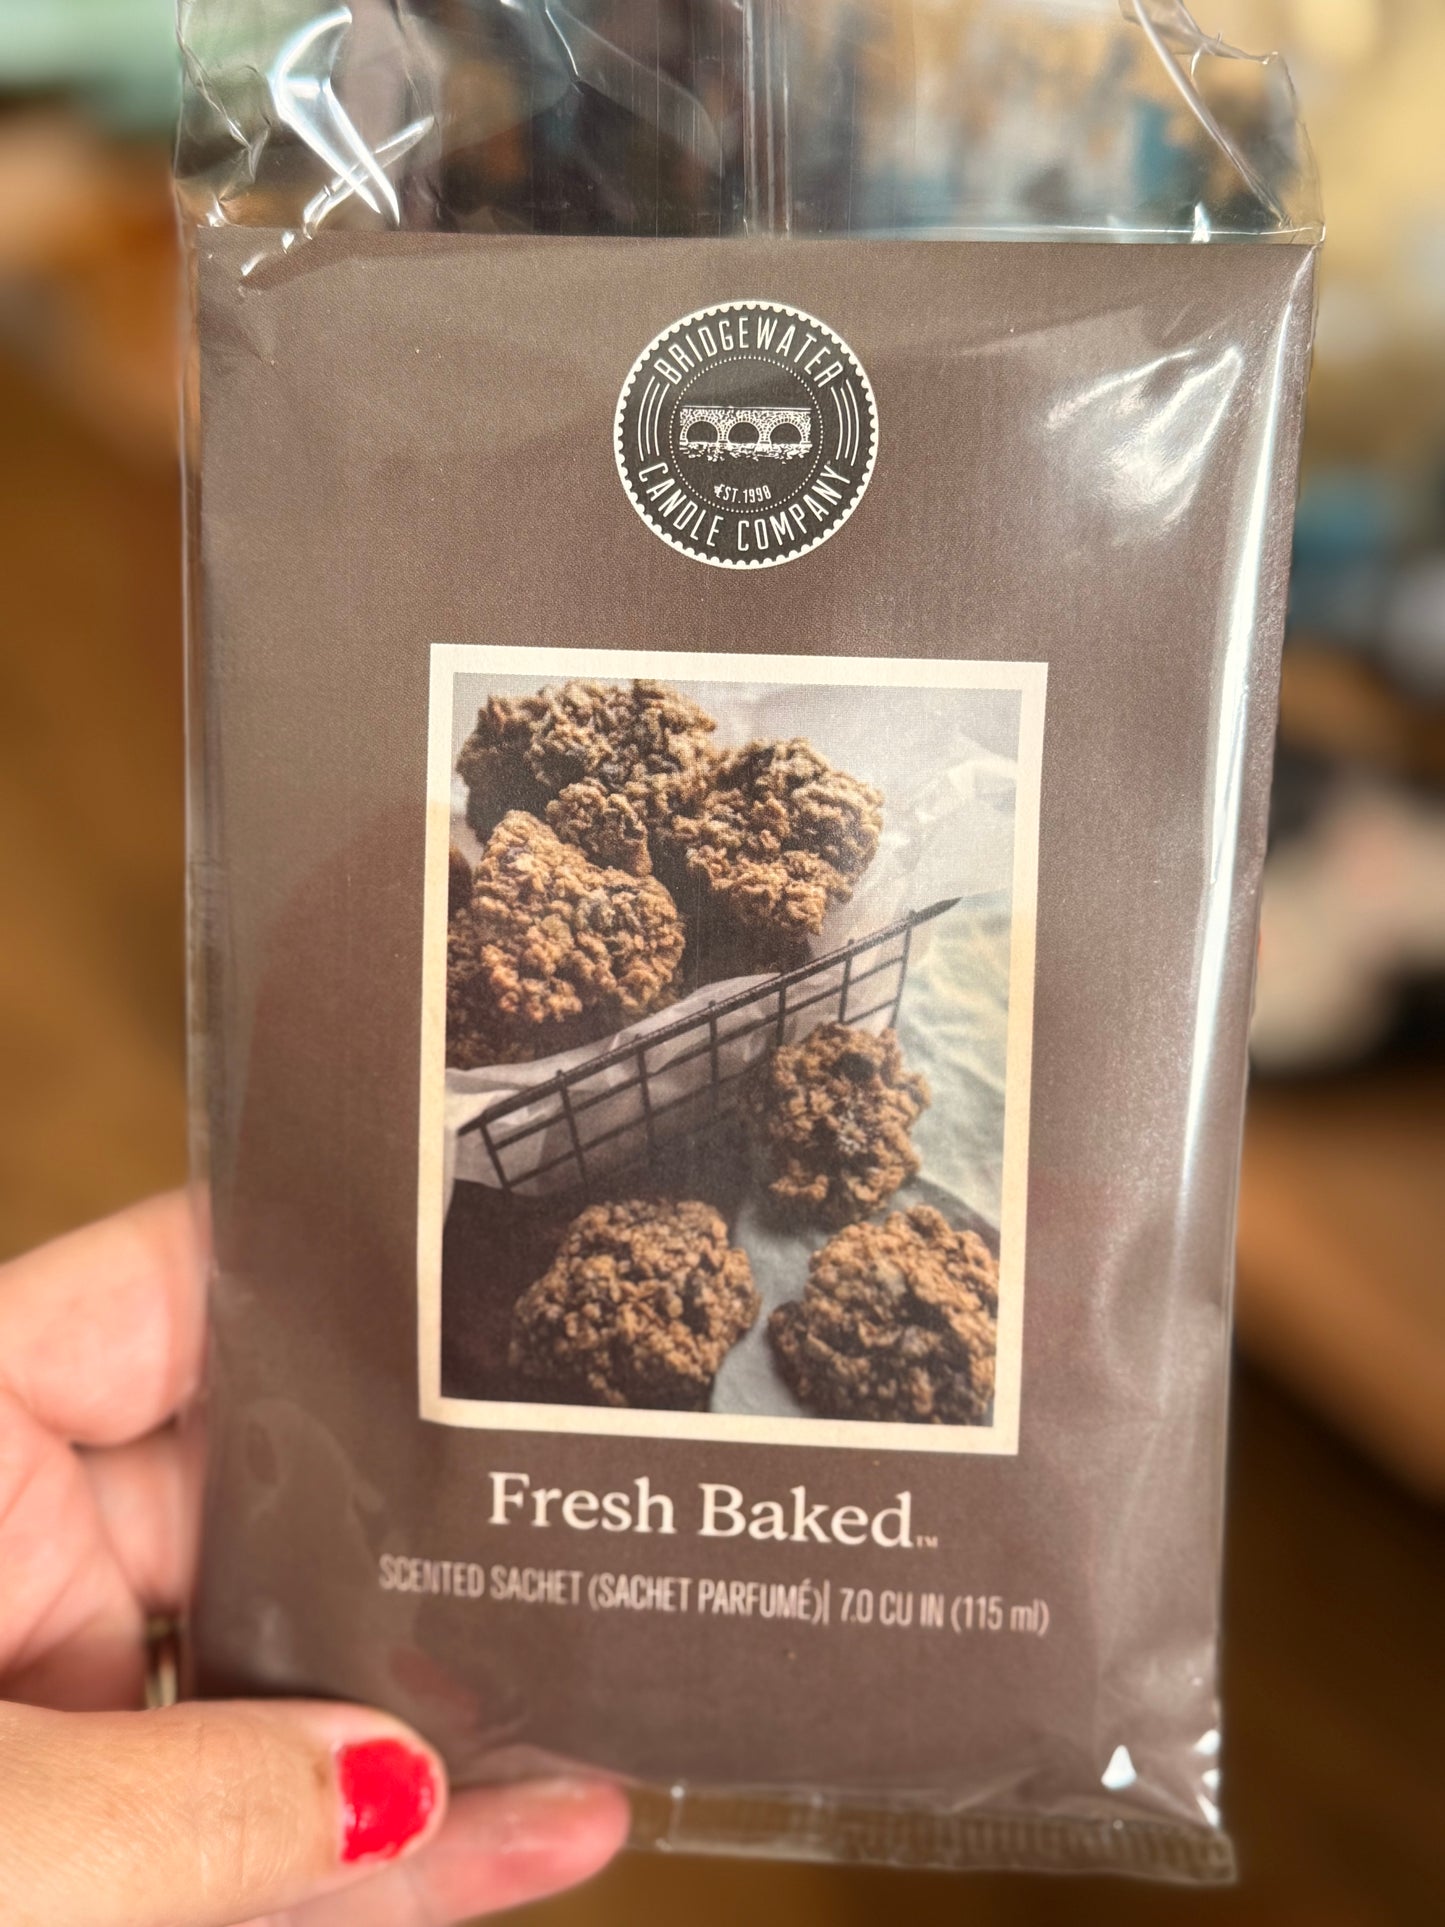 BRIDGEWATER
EST. 1998
CANDLE COMPANY
Fresh Baked™
SCENTED SACHET (SACHET PARFUMÉ)| 7.0 CU IN (115 ml)